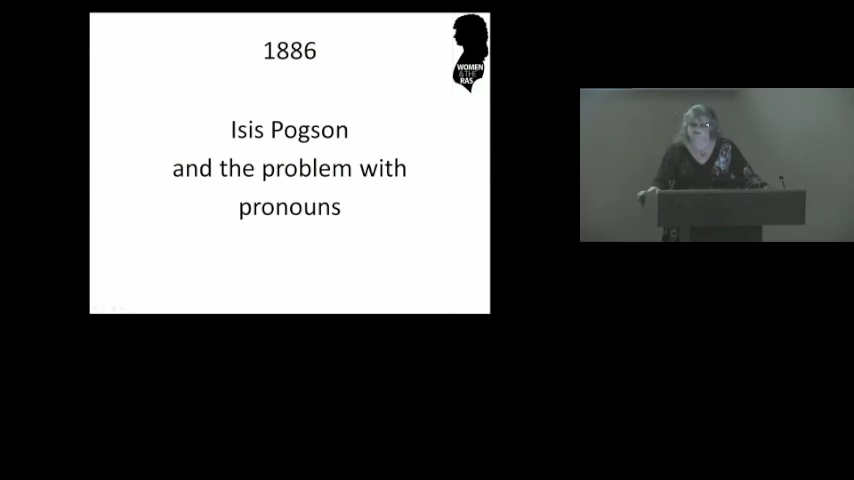 1886
Isis Pogson
and the problem with
pronouns
WOMEN
&THE
RAS